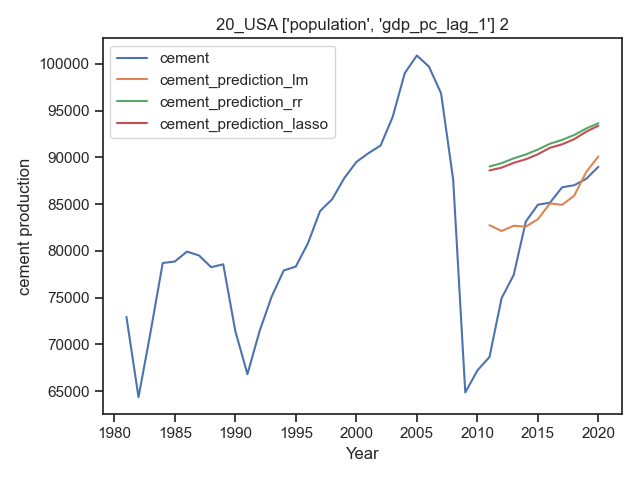 20_USA ['population', 'gdp_pc_lag_1'] 2
cement
cement_prediction_lm
cement_prediction_rr
cement_prediction_lasso
100000
95000
90000
85000
80000
75000
70000
65000
cement production
1980 1985 1990 1995 2000 2005 2010 2015 2020
Year